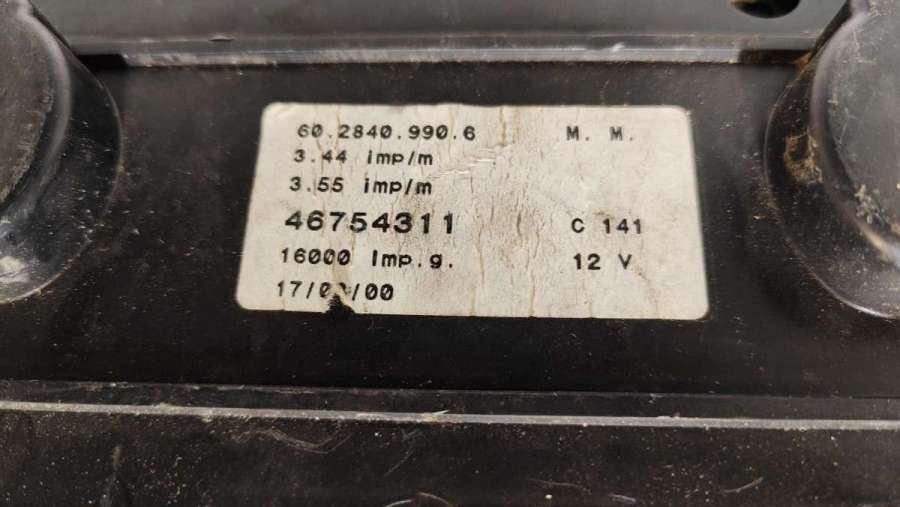 60.2840.990.6 M. M.
3.44 imp/m
3.55 imp/m
46754311 C 141
16000 Imp.g. 12 V